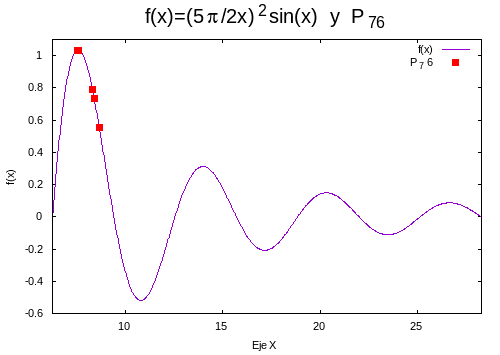 f(x)=(5π/2x)²sin(x) y P₇₆
f(x)
P₇ 6
1
0.8
0.6
0.4
0.2
0
-0.2
-0.4
-0.6
f(x)
10 15 20 25
Eje X